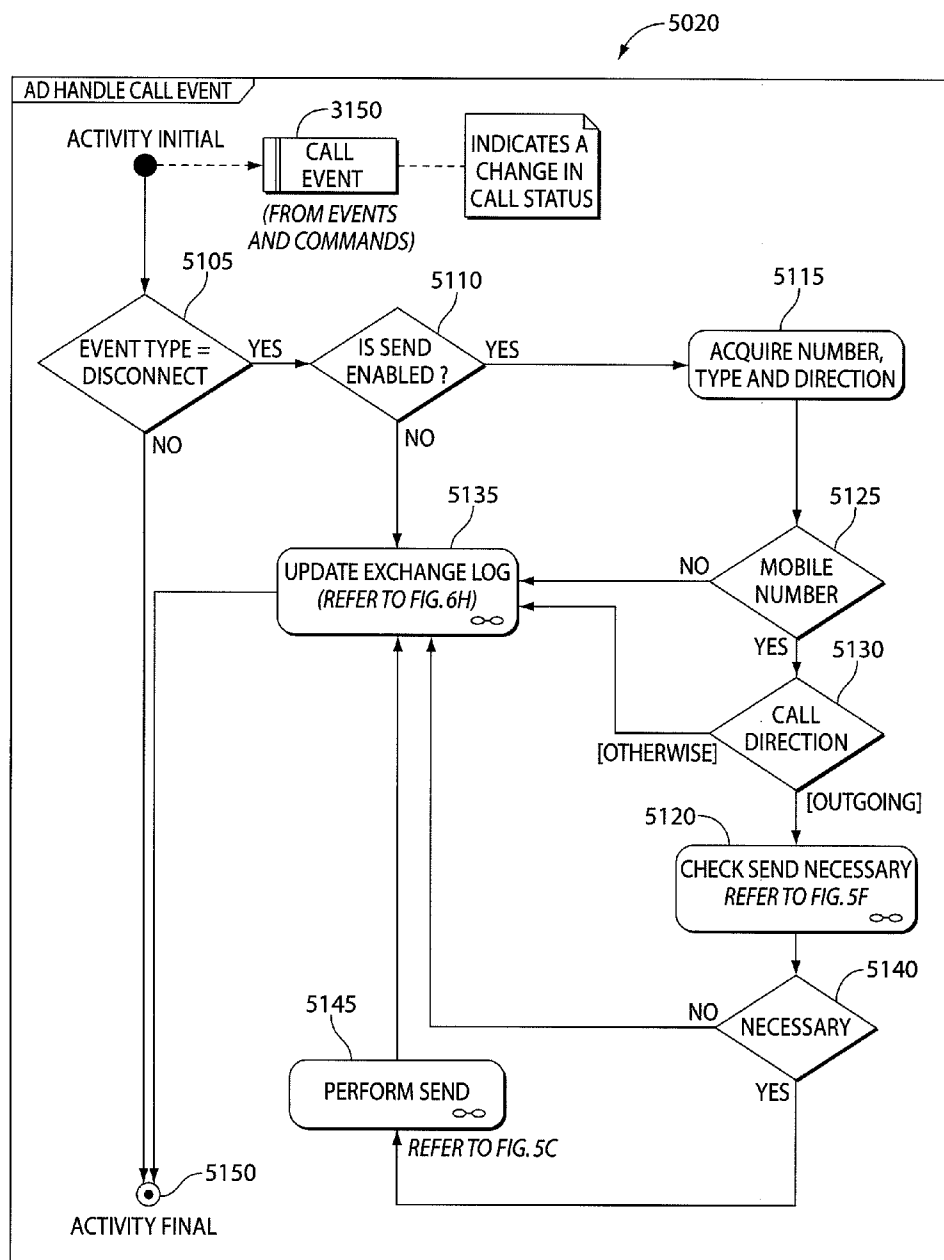 5020
AD HANDLE CALL EVENT
ACTIVITY INITIAL
3150
CALL
EVENT
(FROM EVENTS
AND COMMANDS)
INDICATES A
CHANGE IN
CALL STATUS
5105
EVENT TYPE =
DISCONNECT
YES
NO
5110
IS SEND
ENABLED ?
YES
NO
5115
ACQUIRE NUMBER,
TYPE AND DIRECTION
5125
MOBILE
NUMBER
NO
YES
5135
UPDATE EXCHANGE LOG
(REFER TO FIG. 6H)
5130
CALL
DIRECTION
[OTHERWISE]
[OUTGOING]
5120
CHECK SEND NECESSARY
REFER TO FIG. 5F
5140
NECESSARY
NO
YES
5145
PERFORM SEND
REFER TO FIG. 5C
5150
ACTIVITY FINAL